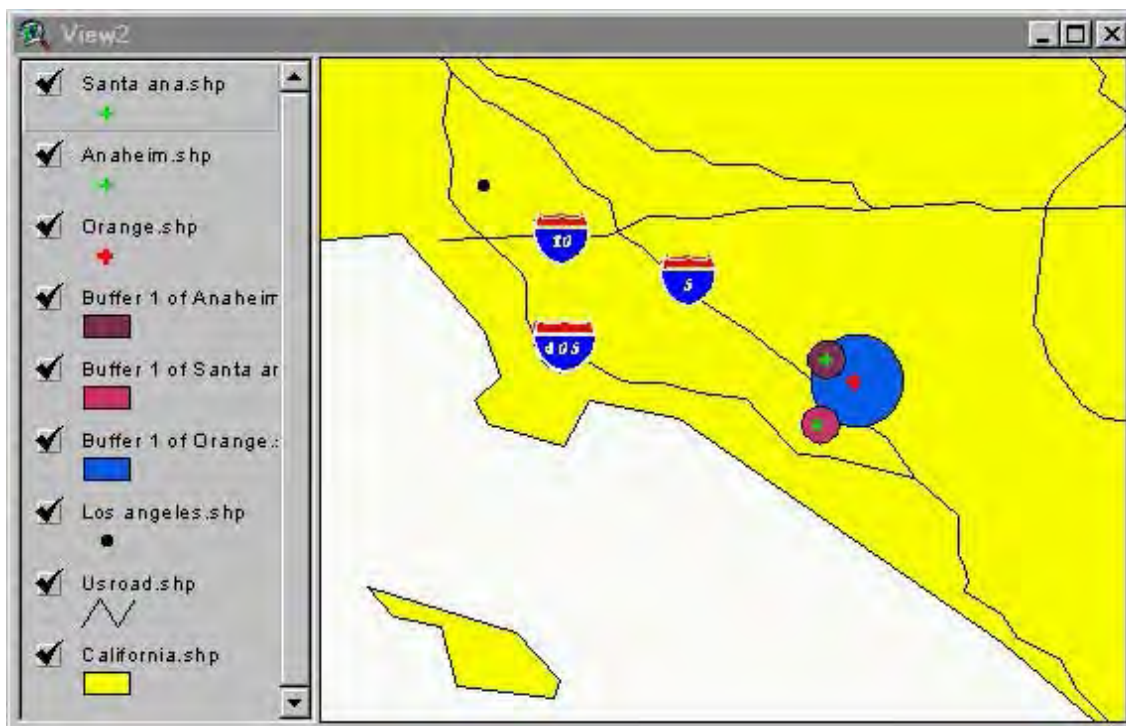 View2
Santa ana.shp
Anaheim.shp
Orange.shp
Buffer 1 of Anaheim
Buffer 1 of Santa ar
Buffer 1 of Orange.:
Los angeles.shp
Usroad.shp
California.shp
10
5
405